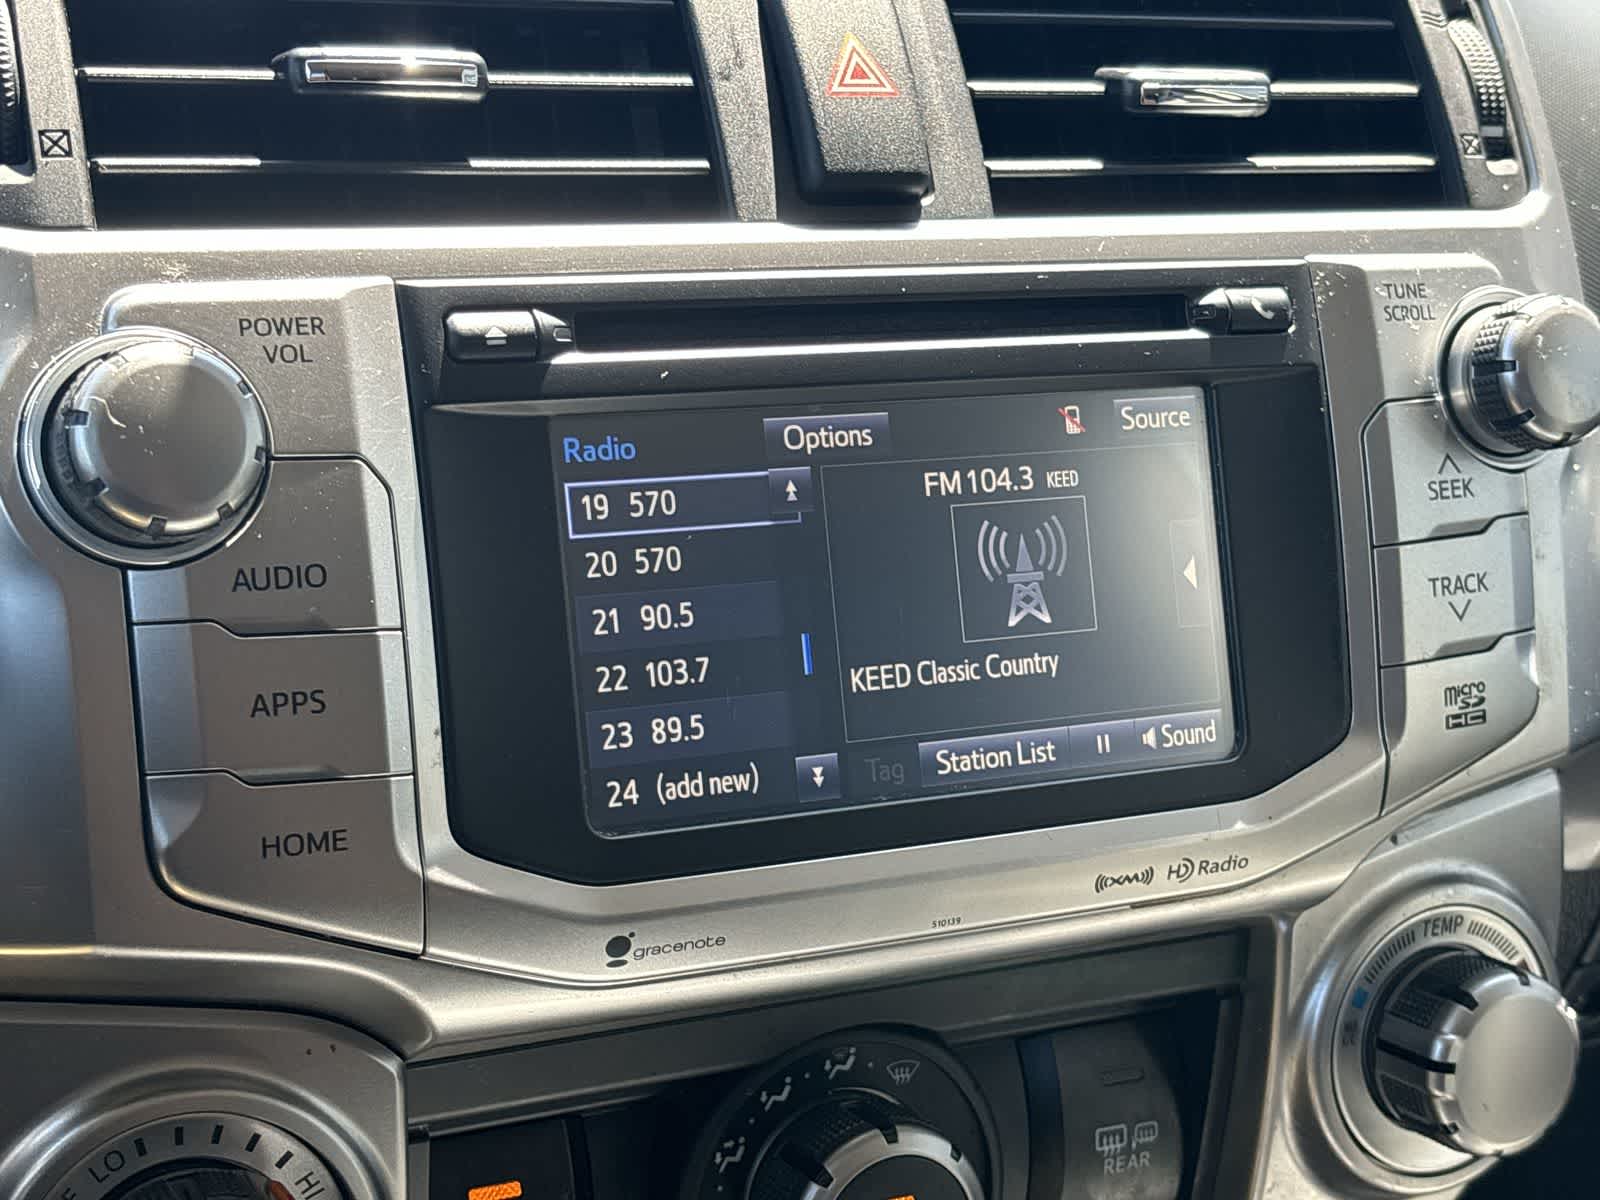 POWER
VOL
TUNE
SCROLL
Radio
Options
Source
19 570
20 570
21 90.5
22 103.7
23 89.5
24 (add new)
FM 104.3 KEED
KEED Classic Country
Tag
Station List
Sound
AUDIO
APPS
HOME
SEEK
TRACK
micro
SD
HC
((XM))
HD Radio
510139
gracenote
TEMP
LO
HI
REAR